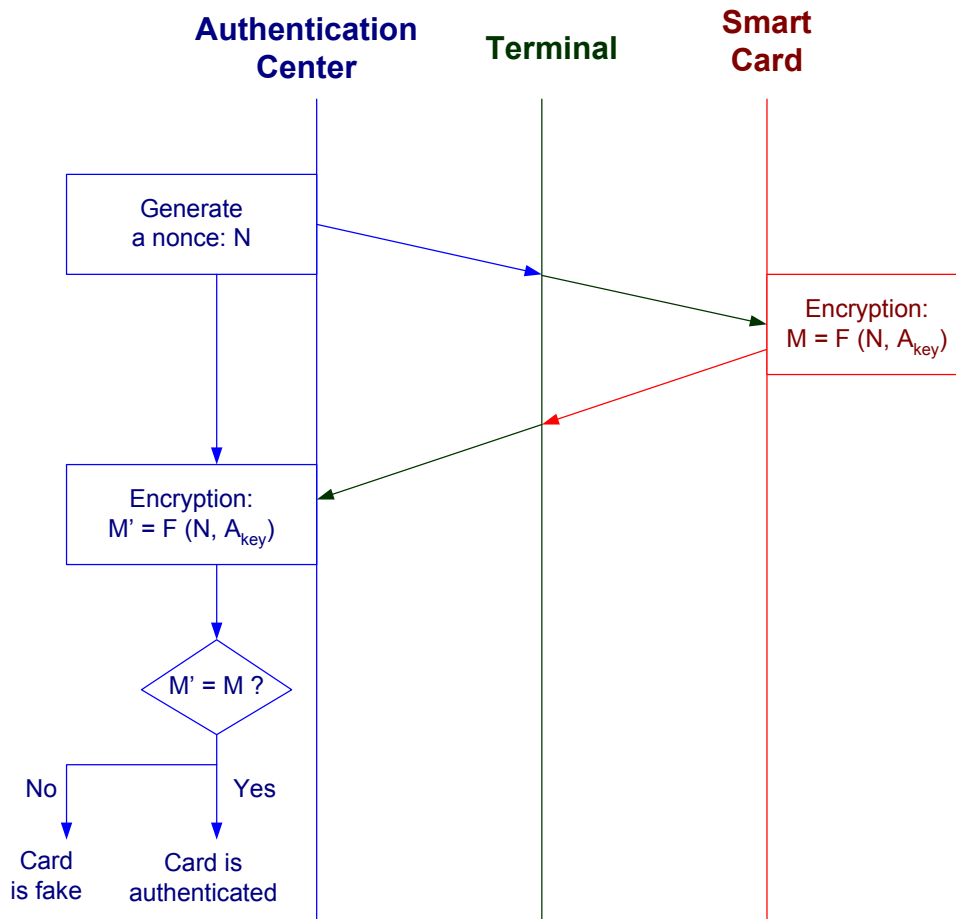 Authentication
Center
Terminal
Smart
Card
Generate
a nonce: N
Encryption:
M = F (N, Akey)
Encryption:
M’ = F (N, Akey)
M’ = M ?
No
Yes
Card
is fake
Card is
authenticated